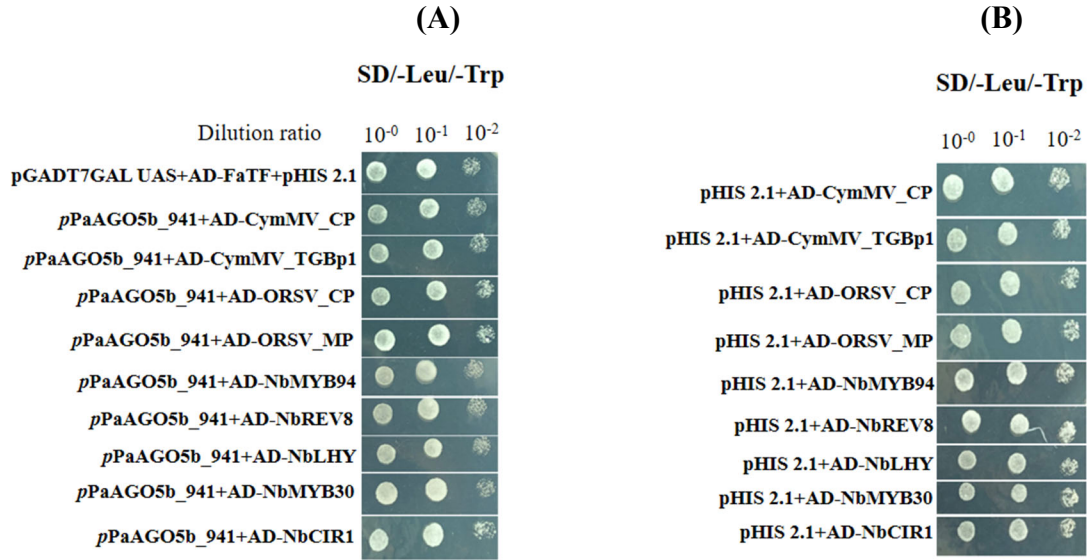 (A)
SD/-Leu/-Trp
Dilution ratio 10⁻⁰ 10⁻¹ 10⁻²
pGADT7GAL UAS+AD-FaTF+pHIS 2.1
pPaAGO5b_941+AD-CymMV_CP
pPaAGO5b_941+AD-CymMV_TGBp1
pPaAGO5b_941+AD-ORSV_CP
pPaAGO5b_941+AD-ORSV_MP
pPaAGO5b_941+AD-NbMYB94
pPaAGO5b_941+AD-NbREV8
pPaAGO5b_941+AD-NbLHY
pPaAGO5b_941+AD-NbMYB30
pPaAGO5b_941+AD-NbCIR1
(B)
SD/-Leu/-Trp
10⁻⁰ 10⁻¹ 10⁻²
pHIS 2.1+AD-CymMV_CP
pHIS 2.1+AD-CymMV_TGBp1
pHIS 2.1+AD-ORSV_CP
pHIS 2.1+AD-ORSV_MP
pHIS 2.1+AD-NbMYB94
pHIS 2.1+AD-NbREV8
pHIS 2.1+AD-NbLHY
pHIS 2.1+AD-NbMYB30
pHIS 2.1+AD-NbCIR1